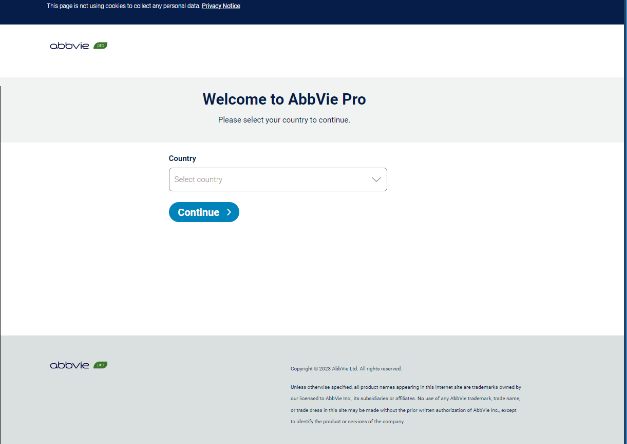 This page is not using cookies to collect any personal data. Privacy Notice
abbvie
Welcome to AbbVie Pro
Please select your country to continue.
Country
Select country
Continue
abbvie
Copyright © 2023 AbbVie Ltd. All rights reserved.
Unless otherwise specified, all product names appearing in this internet site are trademarks owned by
our licensed to AbbVie Inc., its subsidiaries or affiliates. No use of any AbbVie trademark, trade name,
or trade dress in this site may be made without the prior written authorization of AbbVie Inc., except
to identify the product or services of the company.